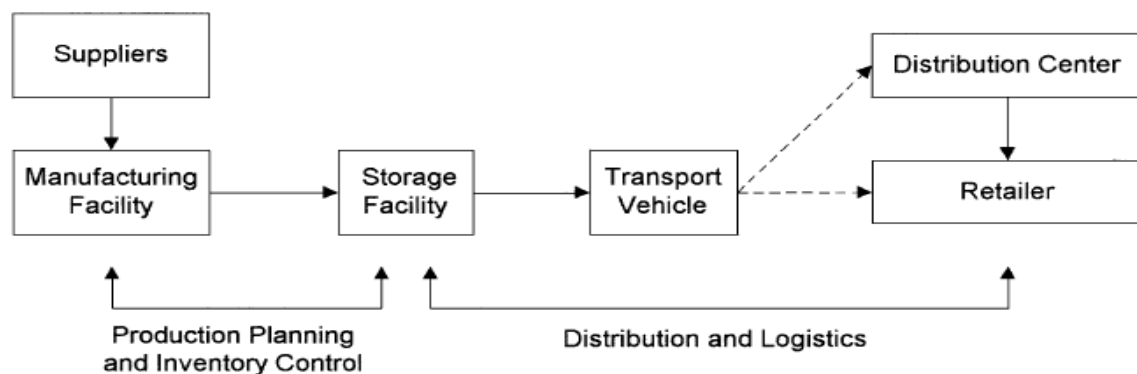 Suppliers
Distribution Center
Manufacturing
Facility
Storage
Facility
Transport
Vehicle
Retailer
Production Planning
and Inventory Control
Distribution and Logistics